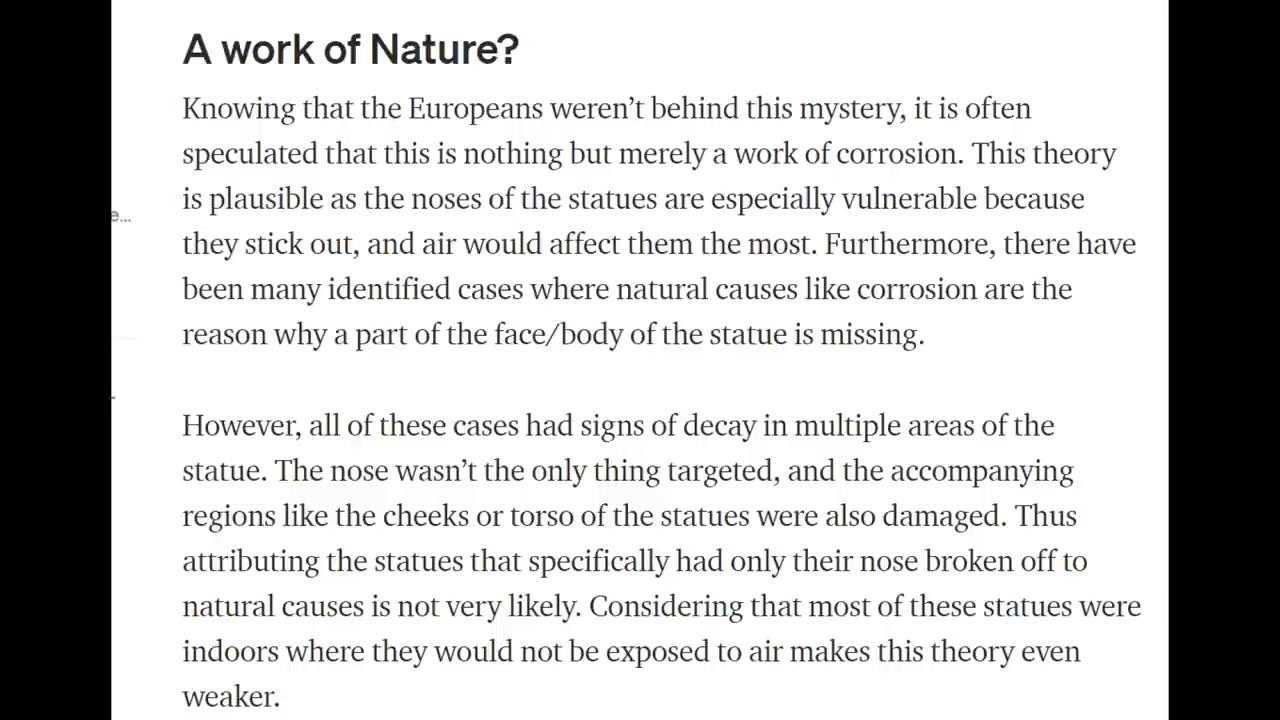 A work of Nature?
Knowing that the Europeans weren’t behind this mystery, it is often
speculated that this is nothing but merely a work of corrosion. This theory
is plausible as the noses of the statues are especially vulnerable because
e...
they stick out, and air would affect them the most. Furthermore, there have
been many identified cases where natural causes like corrosion are the
reason why a part of the face/body of the statue is missing.
However, all of these cases had signs of decay in multiple areas of the
statue. The nose wasn’t the only thing targeted, and the accompanying
regions like the cheeks or torso of the statues were also damaged. Thus
attributing the statues that specifically had only their nose broken off to
natural causes is not very likely. Considering that most of these statues were
indoors where they would not be exposed to air makes this theory even
weaker.